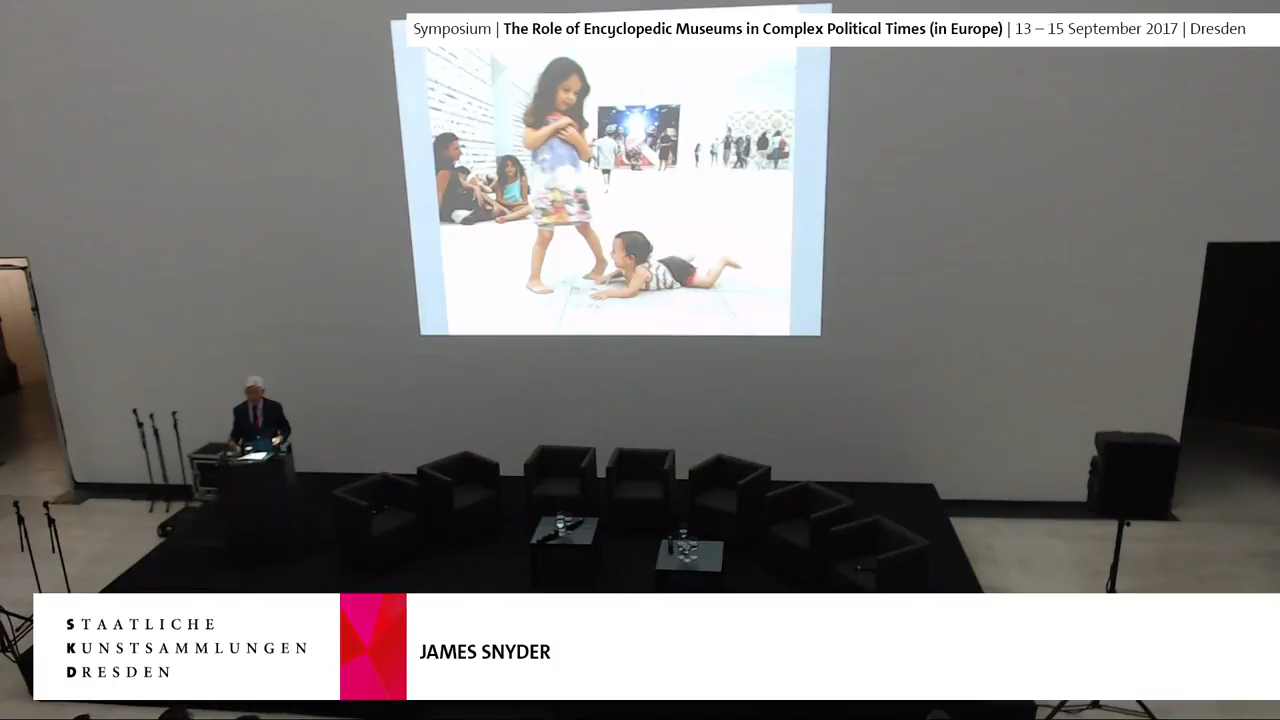 Symposium | The Role of Encyclopedic Museums in Complex Political Times (in Europe) | 13 – 15 September 2017 | Dresden
STAATLICHE
KUNSTSAMMLUNGEN
DRESDEN
JAMES SNYDER